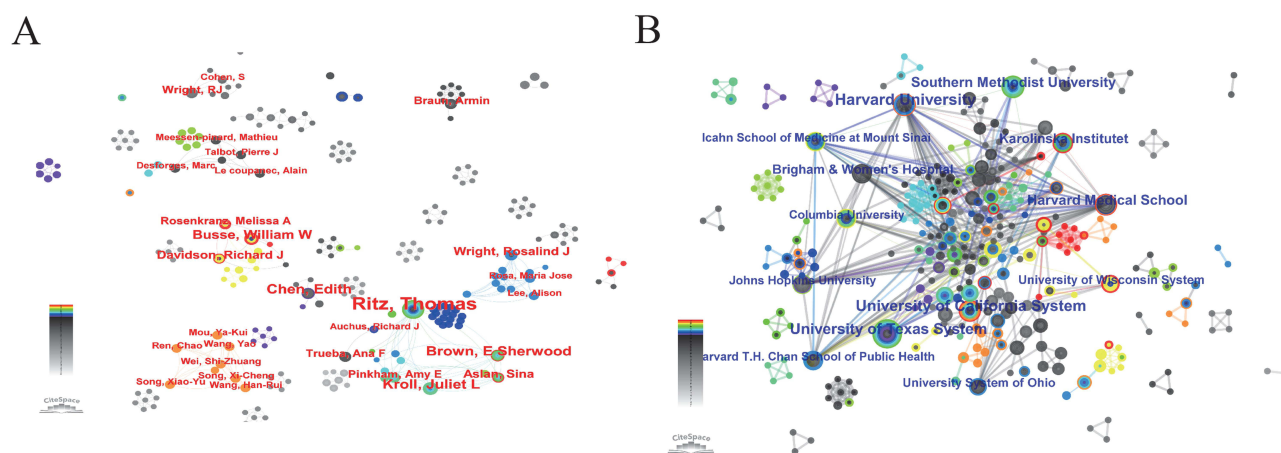 A
B
Cohen, S
Wright, RJ
Braun, Armin
Meessen-pinard, Mathieu
Talbot, Pierre J
Desforges, Marc
Le coupanec, Alain
Rosenkranz, Melissa A
Busse, William W
Davidson, Richard J
Wright, Rosalind J
Rosa, Maria Jose
Lee, Alison
Chen, Edith
Ritz, Thomas
Auchus, Richard J
Mou, Ya-Kui
Ren, Chao
Wang, Yao
Trueba, Ana F
Brown, E Sherwood
Wei, Shi-Zhuang
Song, Xi-Cheng
Song, Xiao-Yu
Wang, Han-Rui
Pinkham, Amy E
Aslan, Sina
Kroll, Juliet L
CiteSpace
Southern Methodist University
Harvard University
Icahn School of Medicine at Mount Sinai
Karolinska Institutet
Brigham & Women's Hospital
Harvard Medical School
Columbia University
Johns Hopkins University
University of Wisconsin System
University of California System
University of Texas System
Harvard T.H. Chan School of Public Health
University System of Ohio
CiteSpace